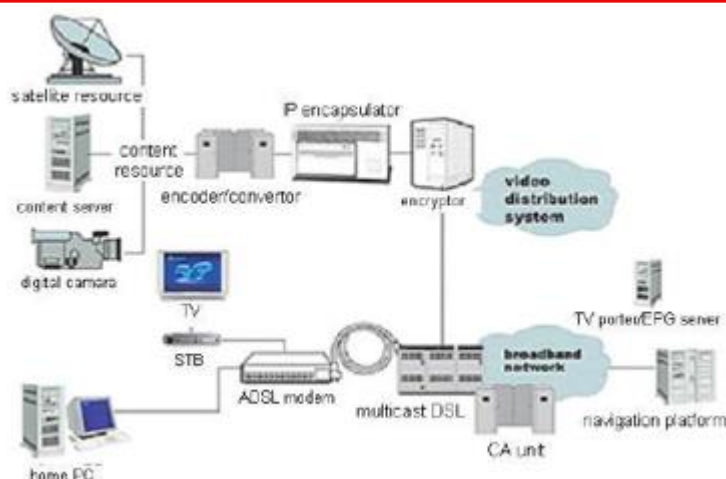 satellite resource
IP encapsulator
content
resource
content server
encoder/convertor
encryptor
video
distribution
system
digital camera
TV
TV porter/EPG server
STB
broadband
network
ADSL modem
multicast DSL
navigation platform
CA unit
home PC